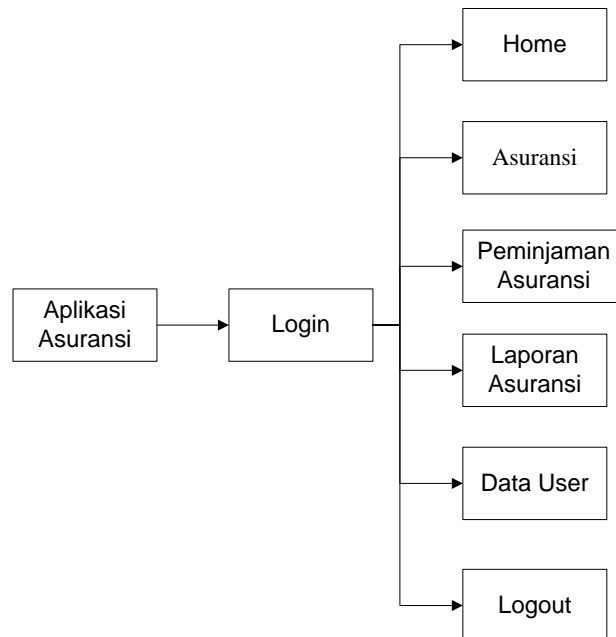 Home
Asuransi
Peminjaman
Asuransi
Aplikasi
Asuransi
Login
Laporan
Asuransi
Data User
Logout